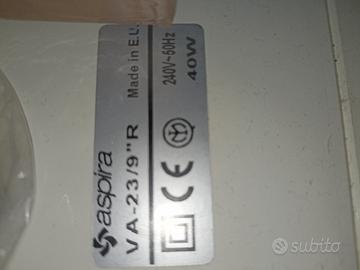 aspira
Made in E.U.
VA-23/9"R
240V~50Hz
40W
CE
subito